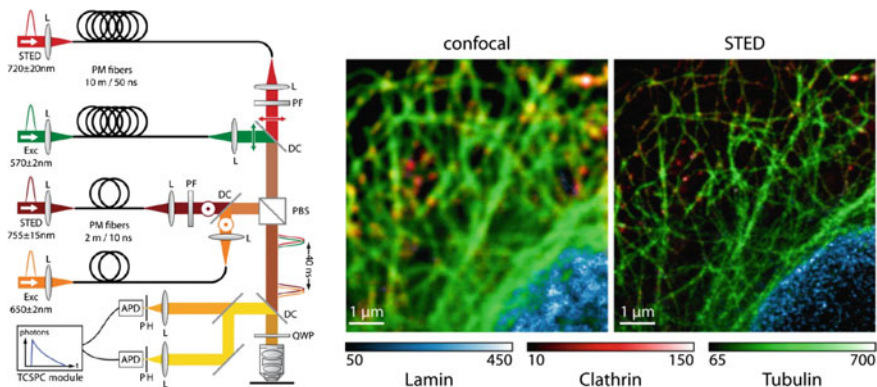 L
STED
720±20nm
PM fibers
10 m / 50 ns
L
PF
L
Exc
570±2nm
L
DC
L
STED
755±15nm
L
PF
DC
PBS
PM fibers
2 m / 10 ns
L
L
Exc
650±2nm
40 ns
DC
APD
PH
L
QWP
photons
t
TCSPC module
APD
PH
L
confocal
STED
1 µm
1 µm
50
450
10
150
65
700
Lamin
Clathrin
Tubulin